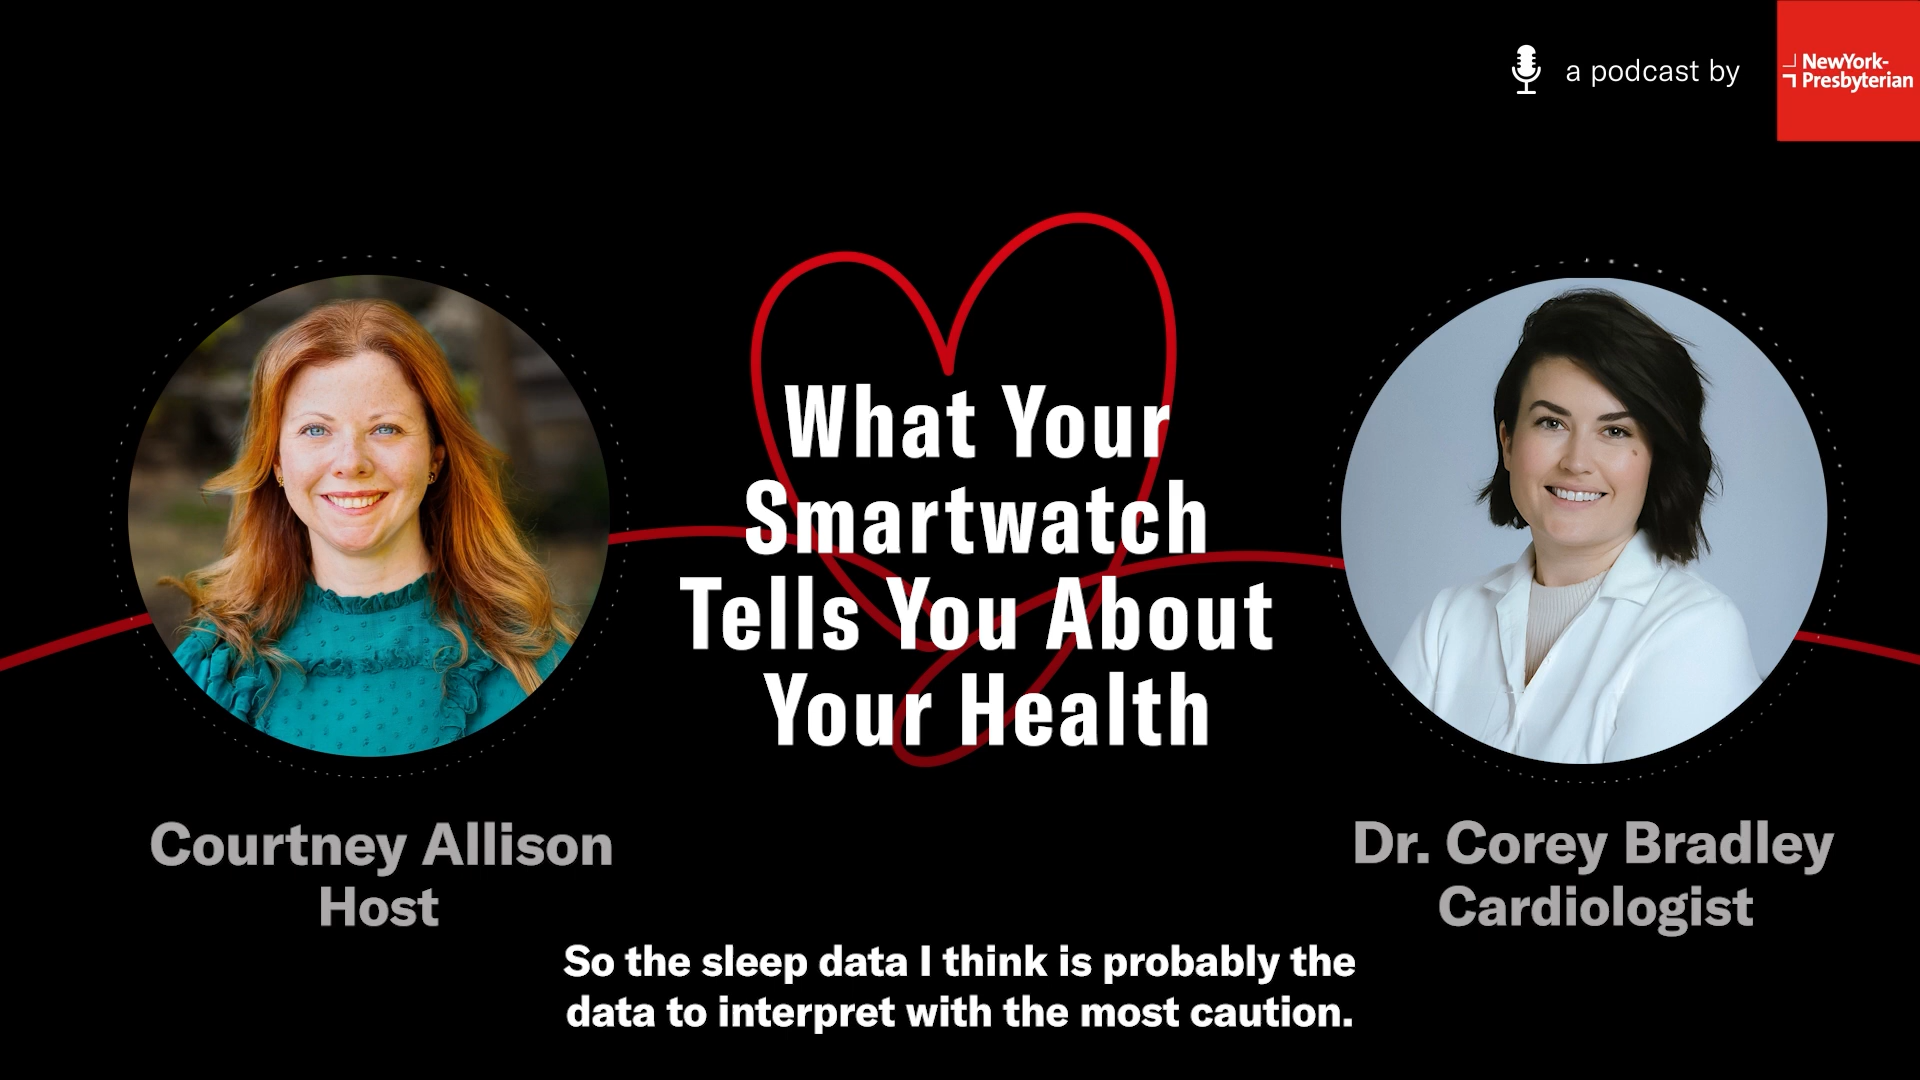 a podcast by
NewYork-
Presbyterian
What Your
Smartwatch
Tells You About
Your Health
Courtney Allison
Host
Dr. Corey Bradley
Cardiologist
So the sleep data I think is probably the
data to interpret with the most caution.